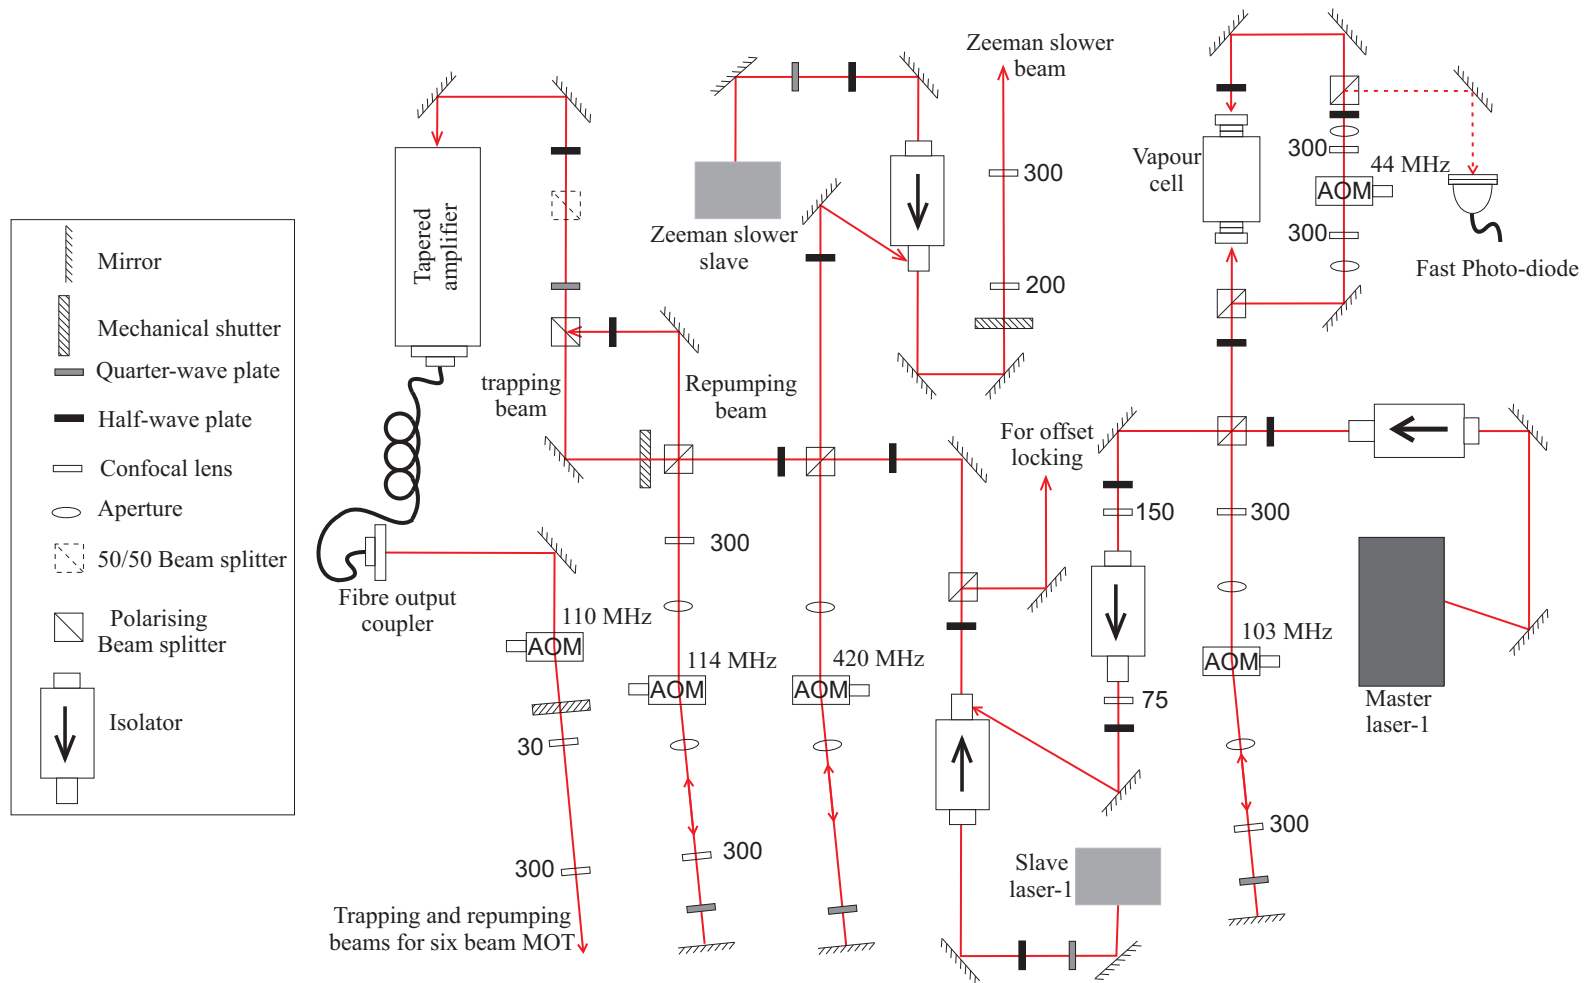 Zeeman slower
beam
Tapered
amplifier
Zeeman slower
slave
300
200
Vapour
cell
300
44 MHz
AOM
300
Fast Photo-diode
Mirror
Mechanical shutter
Quarter-wave plate
Half-wave plate
Confocal lens
Aperture
50/50 Beam splitter
Polarising
Beam splitter
Isolator
trapping
beam
Repumping
beam
For offset
locking
300
150
300
Fibre output
coupler
110 MHz
AOM
114 MHz
AOM
420 MHz
AOM
103 MHz
AOM
75
Master
laser-1
30
300
300
300
Slave
laser-1
Trapping and repumping
beams for six beam MOT